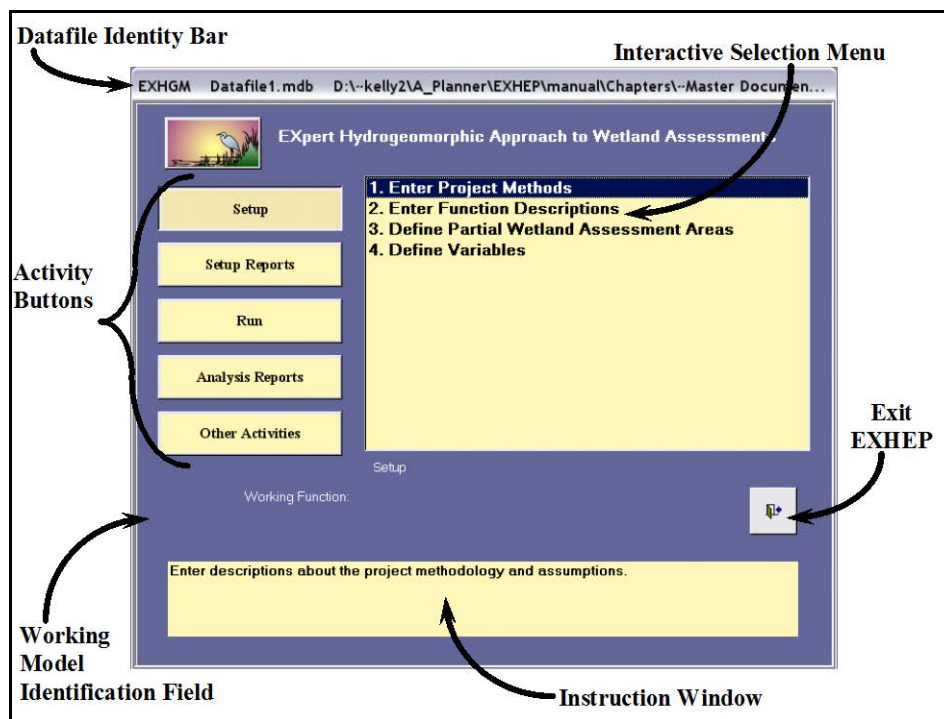 Datafile Identity Bar
Interactive Selection Menu
EXHGM Datafile1.mdb D:\--kelly2\A_Planner\EXHEP\manual\Chapters\--Master Documen...
EXpert Hydrogeomorphic Approach to Wetland Assessments
1. Enter Project Methods
2. Enter Function Descriptions
3. Define Partial Wetland Assessment Areas
4. Define Variables
Setup
Setup Reports
Run
Analysis Reports
Other Activities
Activity
Buttons
Exit
EXHEP
Setup
Working Function:
Enter descriptions about the project methodology and assumptions.
Working
Model
Identification Field
Instruction Window